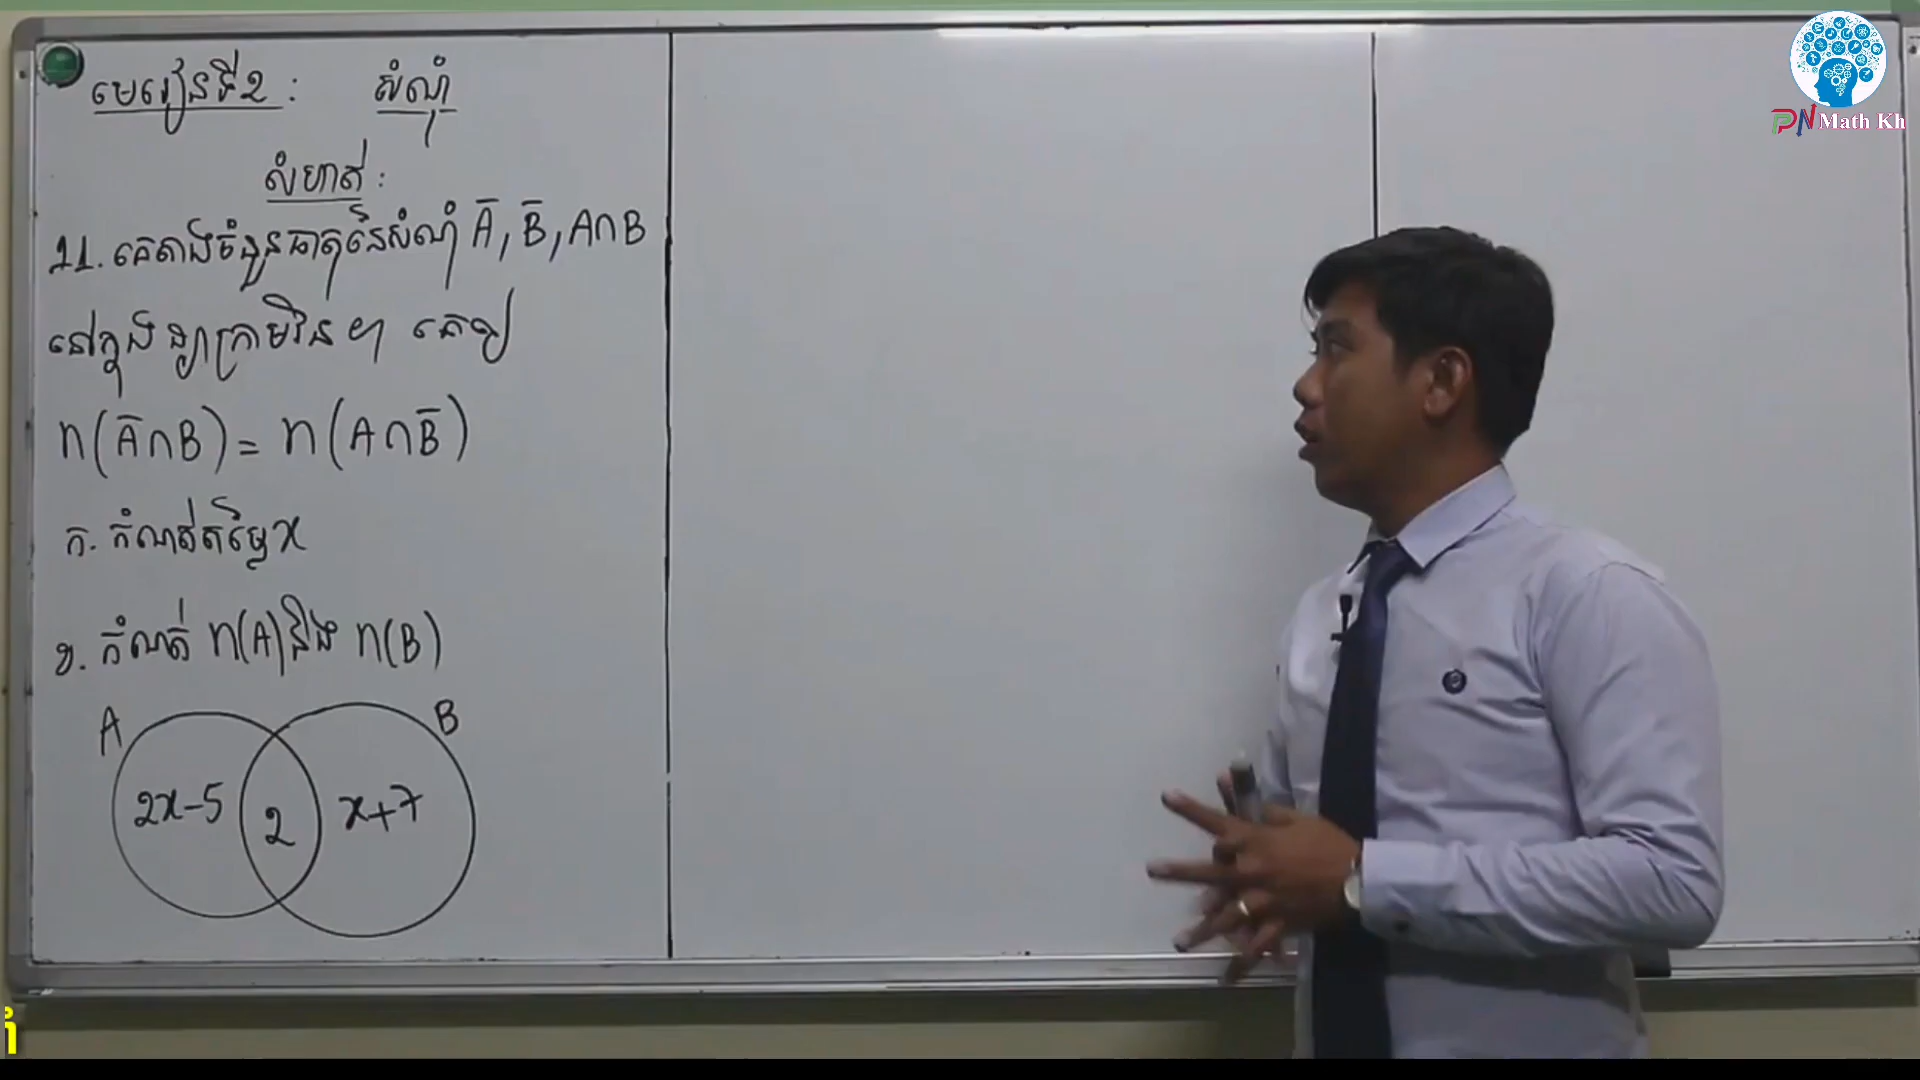 មេរៀនទី២ : សំណុំ
សំហាត់ :
11. គេតាងចំនួនធាតុនៃសំណុំ Ā, B̄, A∩B
នៅក្នុងដ្យាក្រាមវ៉ែន ៗ គេឲ្យ
n(Ā∩B) = n(A∩B̄)
ក. កំណត់តម្លៃ x
ខ. កំណត់ n(A) និង n(B)
A B
2x-5 2 x+7
PN Math Kh